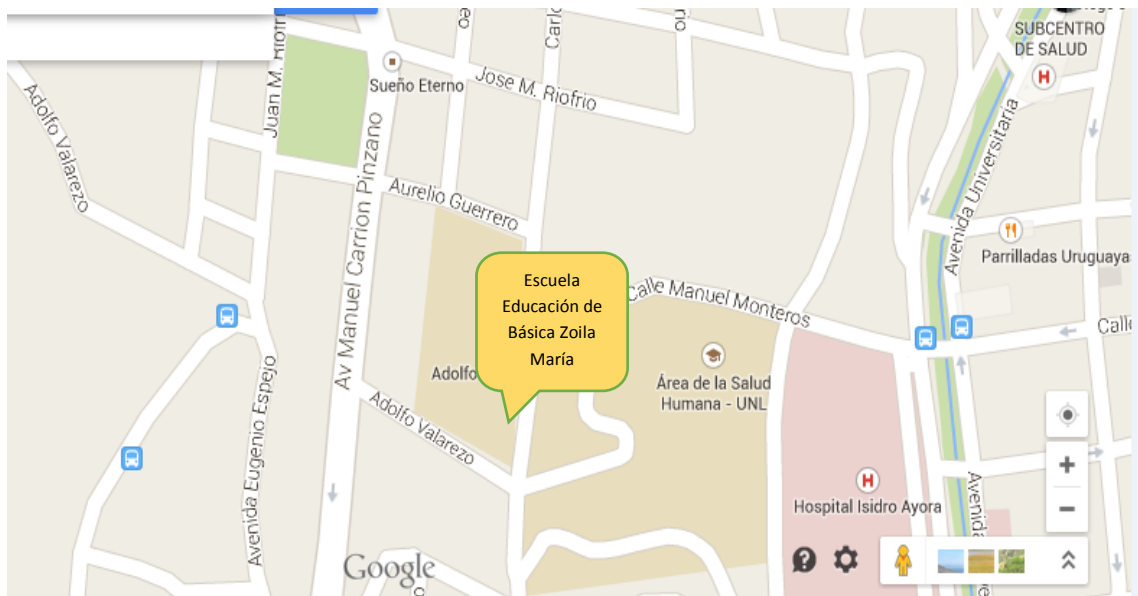 SUBCENTRO
DE SALUD
Juan M.
Sueño Eterno
Jose M. Riofrio
Adolfo Valarezo
Av Manuel Carrion Pinzano
Aurelio Guerrero
Avenida Universitaria
Parrilladas Uruguaya
Escuela
Educación de
Básica Zoila
María
Calle Manuel Monteros
Calle
Adolfo
Área de la Salud
Humana - UNL
Adolfo Valarezo
Avenida Eugenio Espejo
H
H
Hospital Isidro Ayora
Avenida
Google